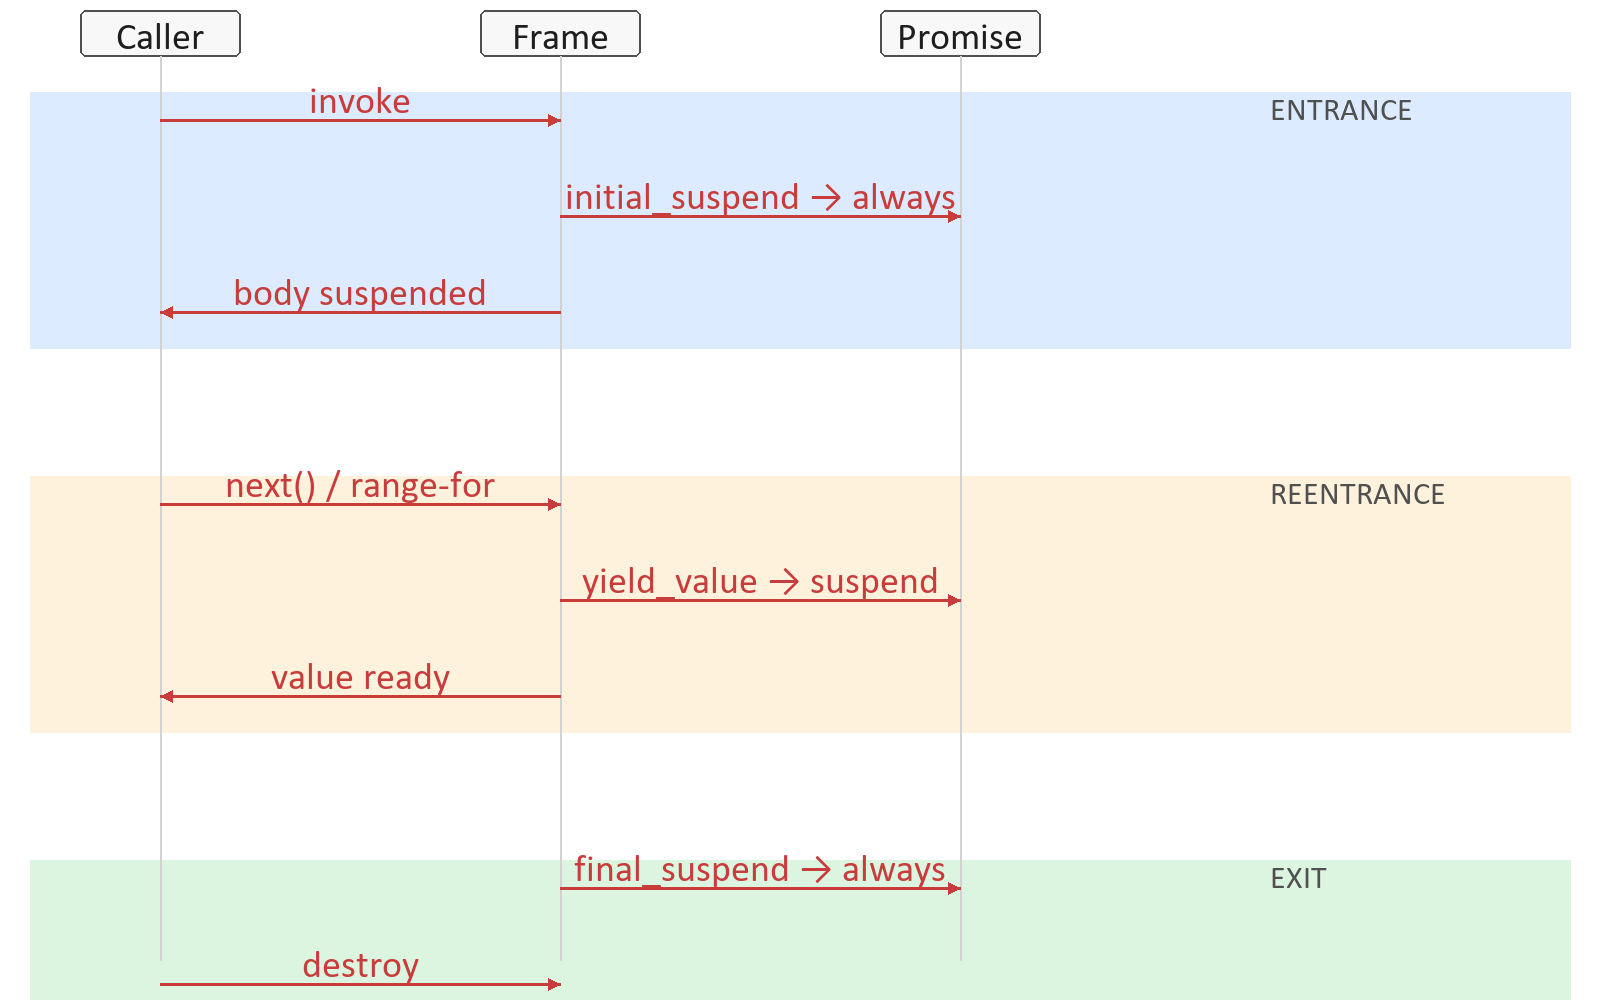 Caller
Frame
Promise
invoke
ENTRANCE
initial_suspend → always
body suspended
next() / range-for
REENTRANCE
yield_value → suspend
value ready
final_suspend → always
EXIT
destroy